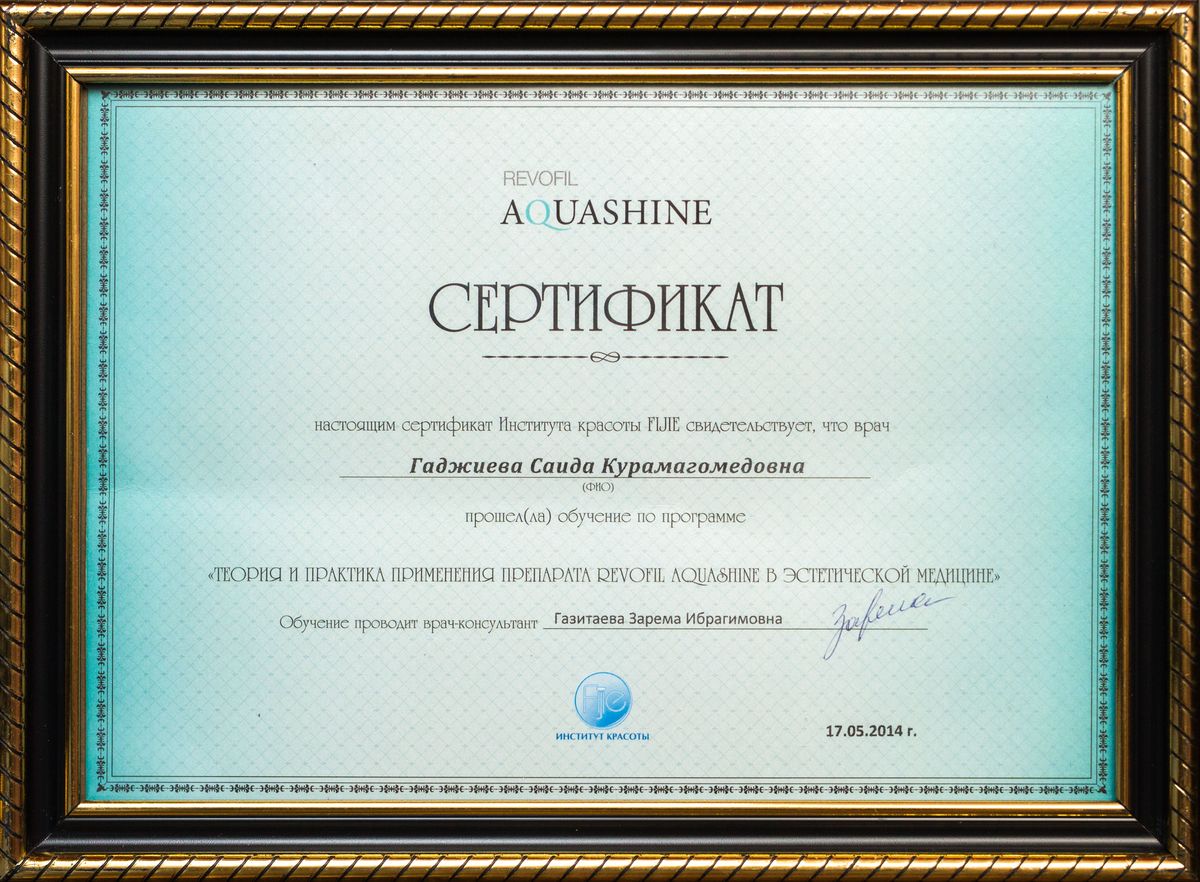 REVOFIL
AQUASHINE
СЕРТИФИКАТ
настоящим сертификат Института красоты FIJIE свидетельствует, что врач
Гаджиева Саида Курамагомедовна
(ФИО)
прошел(ла) обучение по программе
«ТЕОРИЯ И ПРАКТИКА ПРИМЕНЕНИЯ ПРЕПАРАТА REVOFIL AQUASHINE В ЭСТЕТИЧЕСКОЙ МЕДИЦИНЕ»
Обучение проводит врач-консультант Газитаева Зарема Ибрагимовна
Fijie
ИНСТИТУТ КРАСОТЫ
17.05.2014 г.